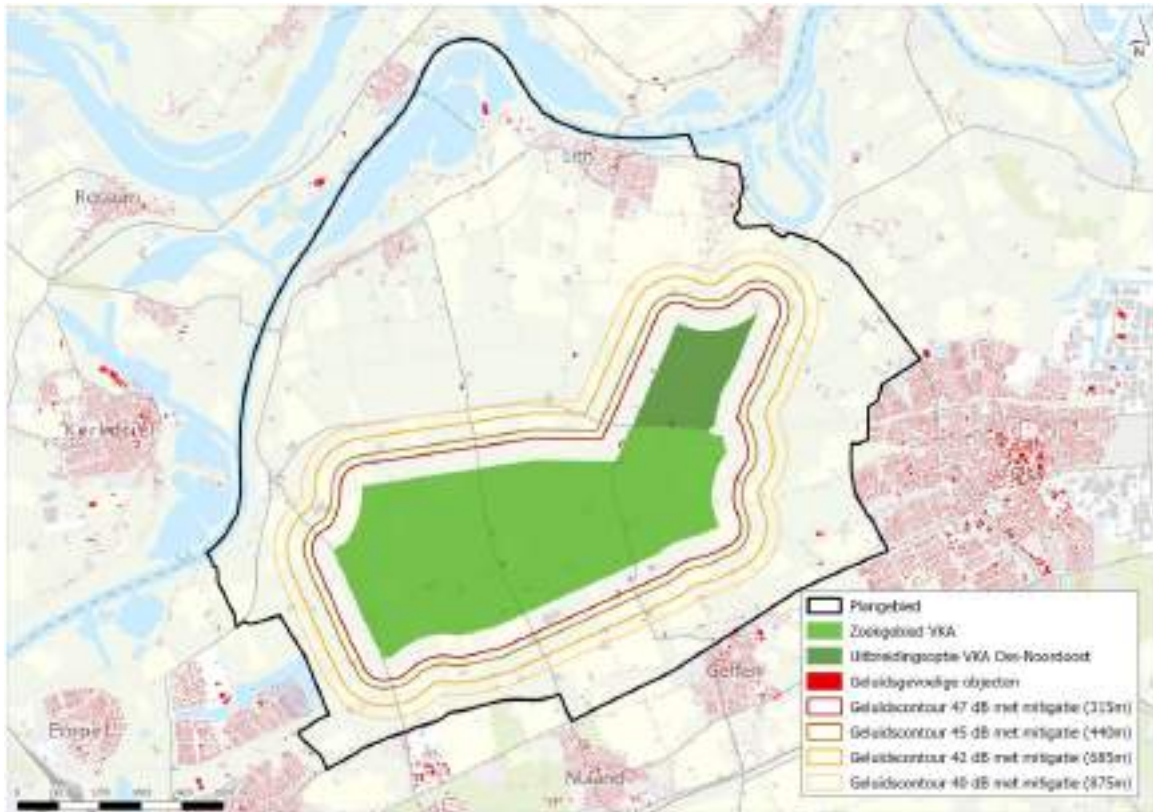 N
Lith
Rossum
Kerkdriel
Geffen
Nuland
Plangebied
Zoekgebied VKA
Uitbreidingsoptie VKA Oss-Noordoost
Geluidsgevoelige objecten
Geluidscontour 47 dB met mitigatie (315m)
Geluidscontour 45 dB met mitigatie (440m)
Geluidscontour 42 dB met mitigatie (685m)
Geluidscontour 40 dB met mitigatie (875m)